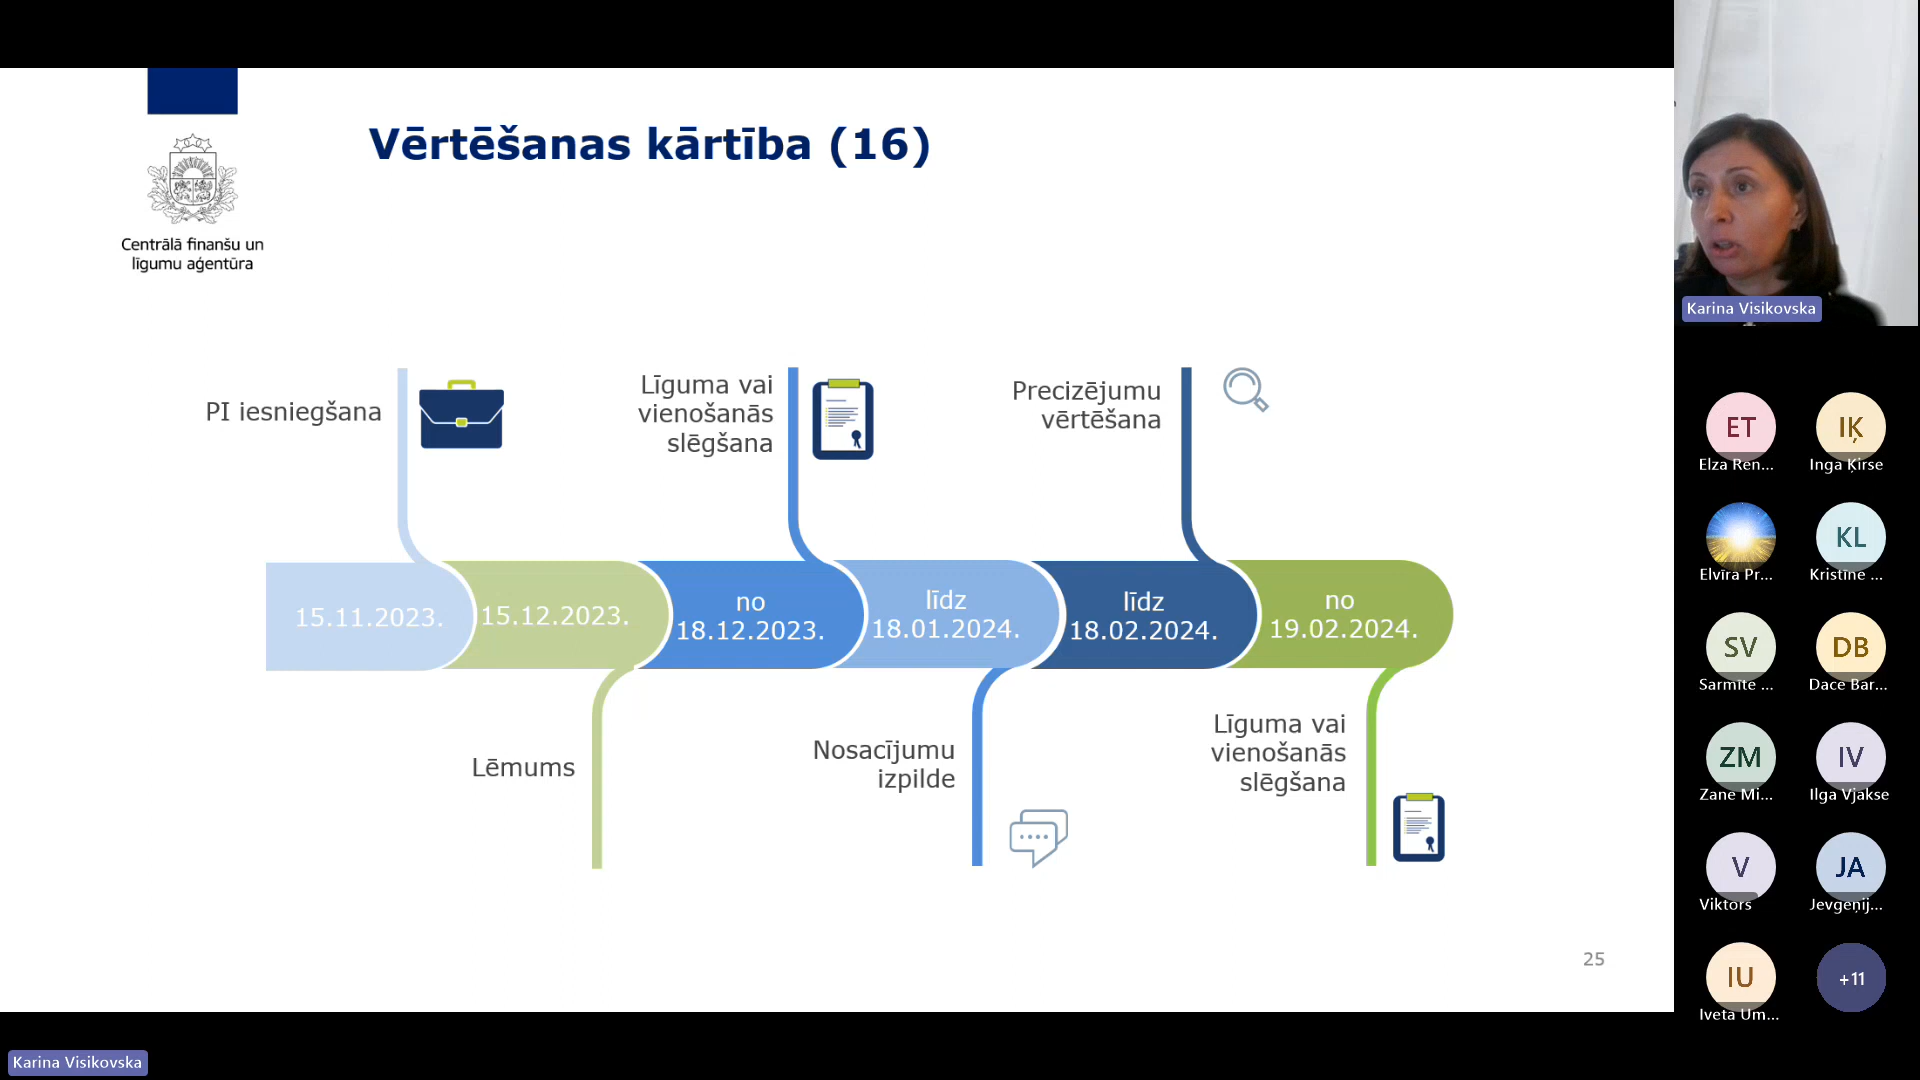 Vērtēšanas kārtība (16)
Centrālā finanšu un
līgumu aģentūra
PI iesniegšana
Līguma vai
vienošanās
slēgšana
Precizējumu
vērtēšana
15.11.2023.
15.12.2023.
no
18.12.2023.
līdz
18.01.2024.
līdz
18.02.2024.
no
19.02.2024.
Lēmums
Nosacījumu
izpilde
Līguma vai
vienošanās
slēgšana
25
Karina Visikovska
Karina Visikovska
ET
Elza Ren...
IĶ
Inga Ķirse
Elvīra Pr...
KL
Kristīne ...
SV
Sarmīte ...
DB
Dace Bar...
ZM
Zane Mi...
IV
Ilga Vjakse
V
Viktors
JA
Jevgeņij...
IU
Iveta Um...
+11